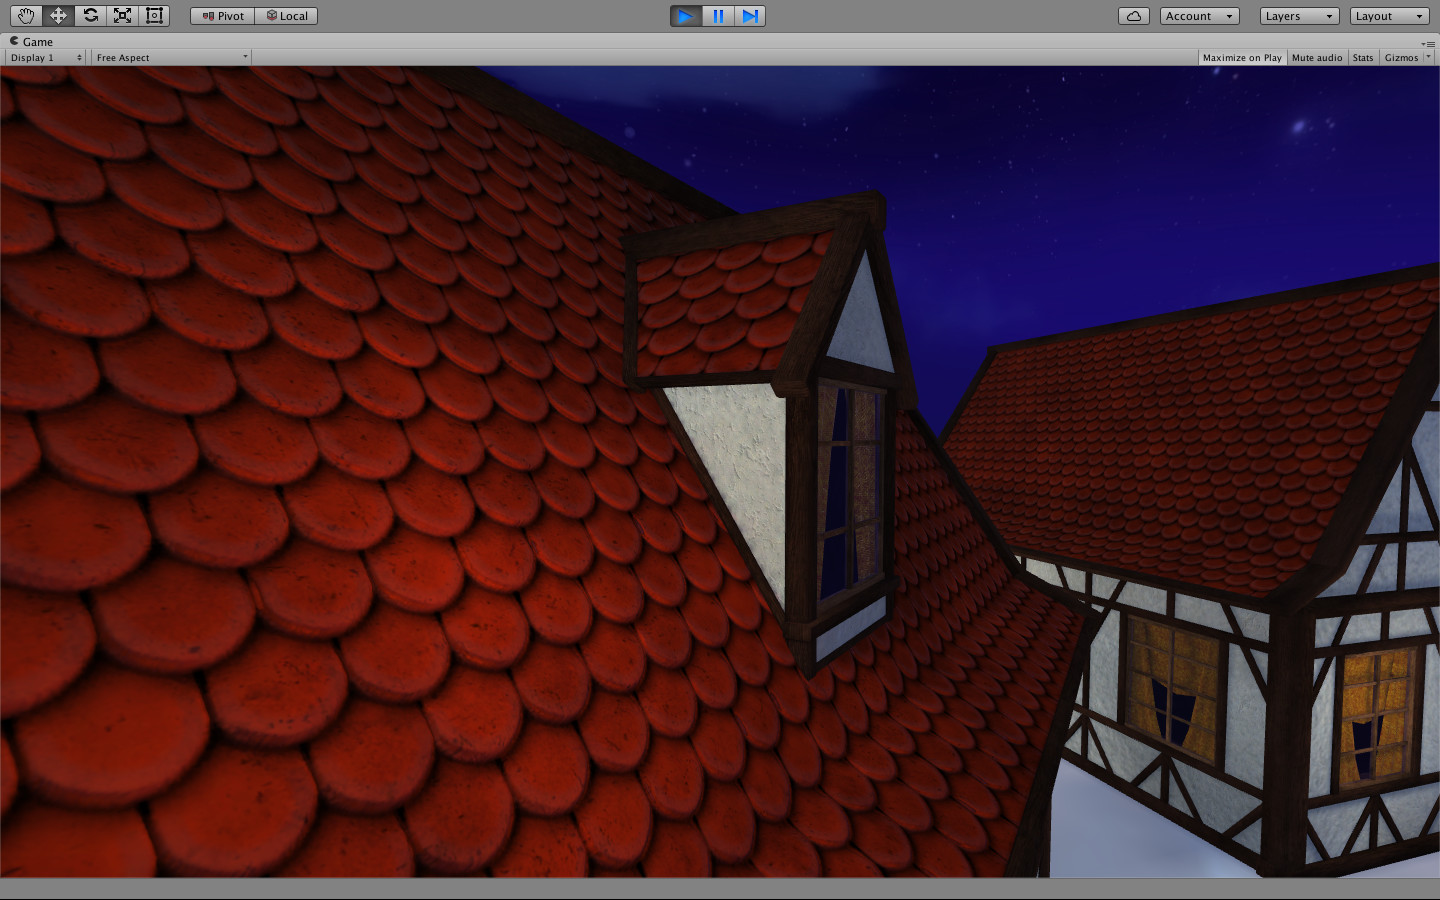 Pivot Local Account Layers Layout
Game
Display 1 Free Aspect Maximize on Play Mute audio Stats Gizmos